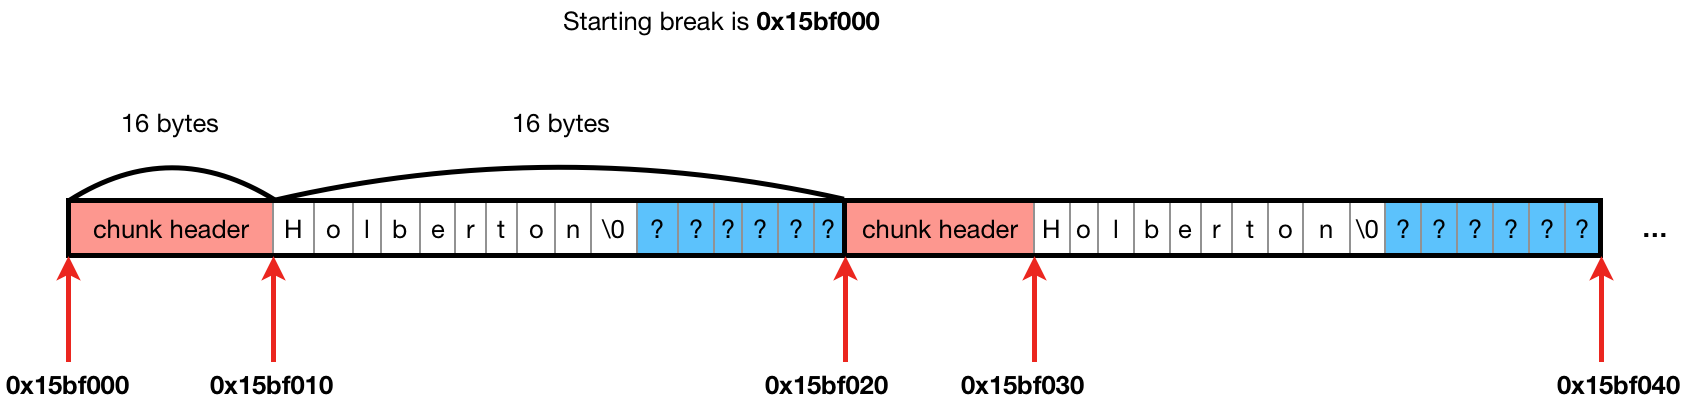 Starting break is 0x15bf000
16 bytes 16 bytes
chunk header H o l b e r t o n \0 ? ? ? ? ? ? chunk header H o l b e r t o n \0 ? ? ? ? ? ? ...
0x15bf000 0x15bf010 0x15bf020 0x15bf030 0x15bf040